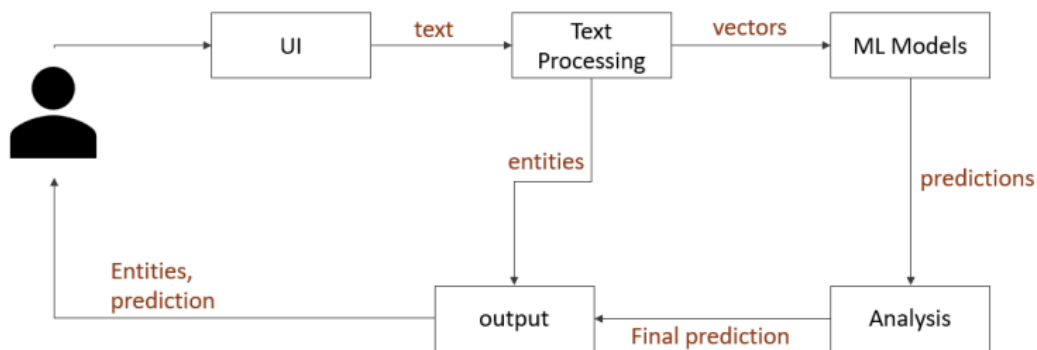 UI
text
Text
Processing
vectors
ML Models
entities
predictions
Entities,
prediction
output
Final prediction
Analysis